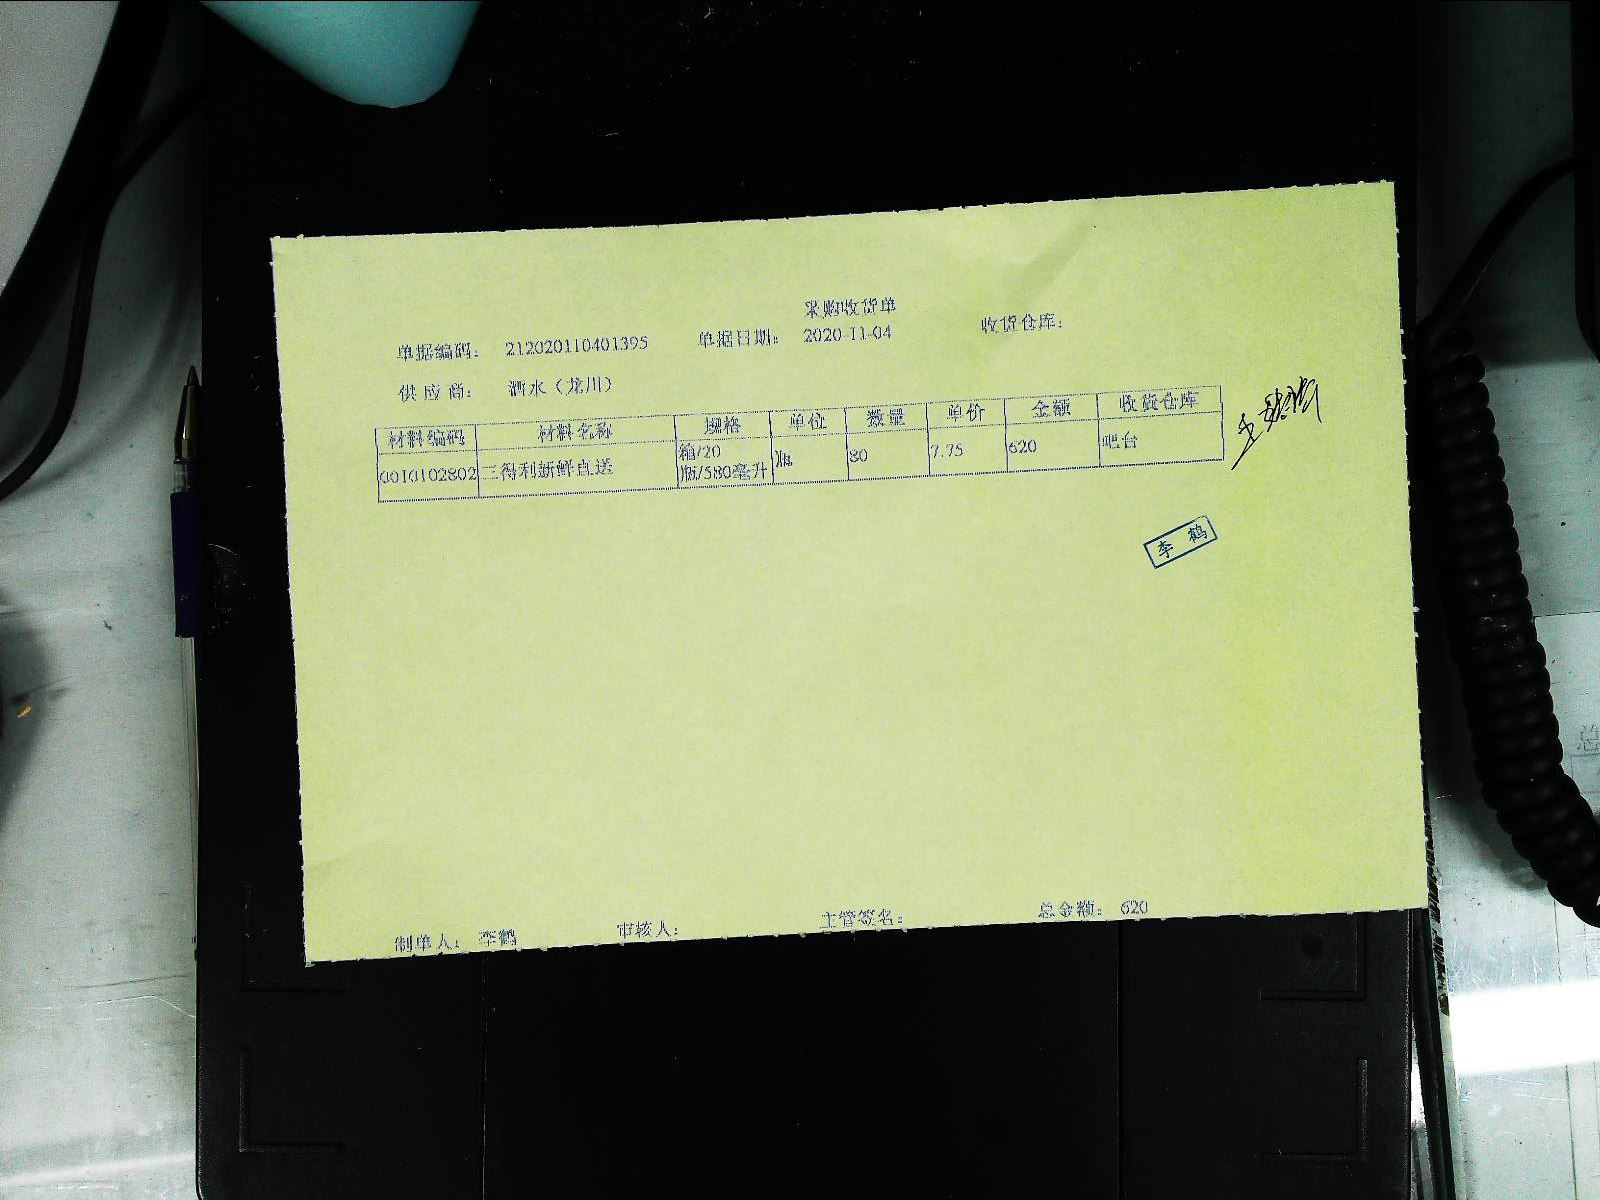 采购收货单
单据编码: 212020110401395 单据日期: 2020-11-04 收货仓库:
供应商: 酒水（龙川）
材料编码 材料名称 规格 单位 数量 单价 金额 收货仓库
0010102802 三得利新鲜直送 箱/20瓶/580毫升 瓶 80 7.75 620 吧台
李鹤
制单人: 李鹤 审核人: 主管签名: 总金额: 620